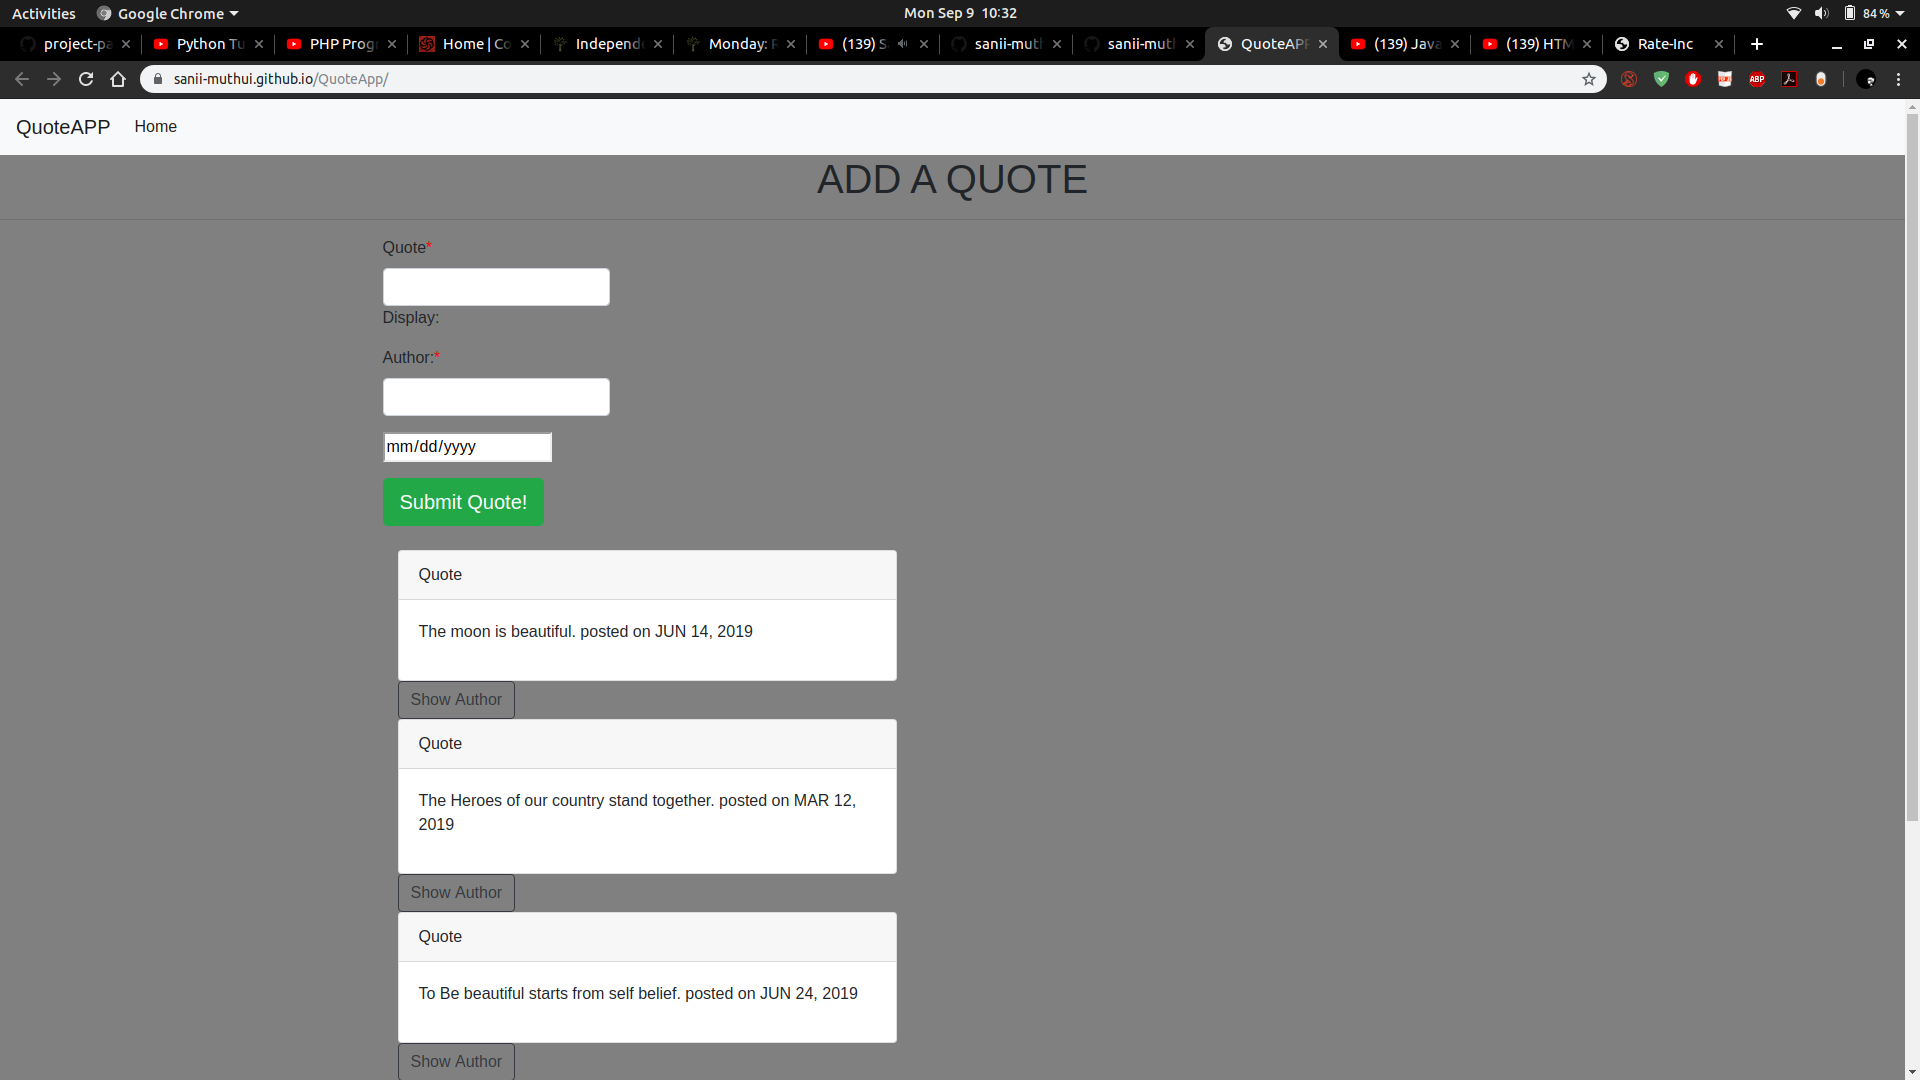 Activities Google Chrome Mon Sep 9 10:32 84 %
project-pa Python Tu PHP Prog Home | Co Independ Monday: R (139) S sanii-mut sanii-mut QuoteAPP (139) Java (139) HTM Rate-Inc
sanii-muthui.github.io/QuoteApp/ ABP
QuoteAPP Home
ADD A QUOTE
Quote*
Display:
Author:*
mm/dd/yyyy
Submit Quote!
Quote
The moon is beautiful. posted on JUN 14, 2019
Show Author
Quote
The Heroes of our country stand together. posted on MAR 12,
2019
Show Author
Quote
To Be beautiful starts from self belief. posted on JUN 24, 2019
Show Author